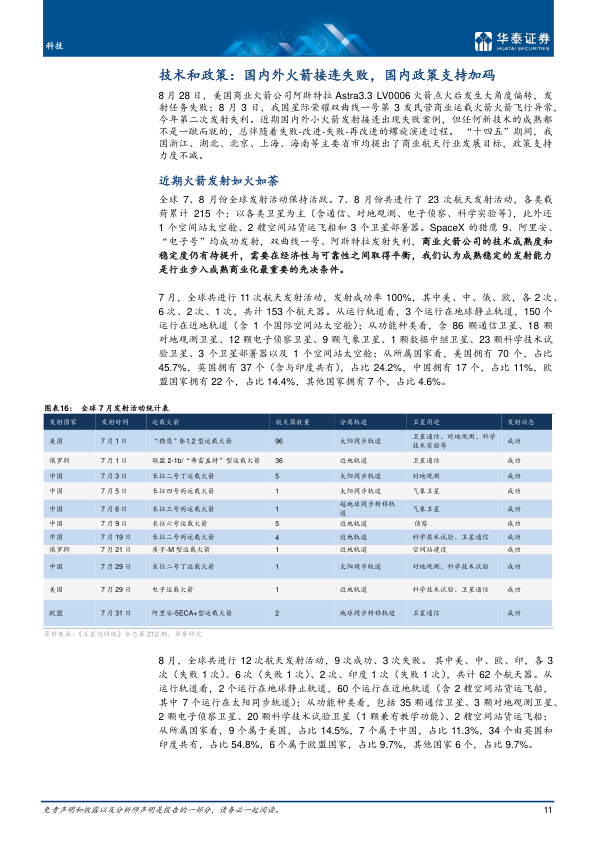 科技
华泰证券
HUATAI SECURITIES
技术和政策：国内外火箭接连失败，国内政策支持加码
8 月 28 日，美国商业火箭公司阿斯特拉 Astra3.3 LV0006 火箭点火后发生大角度偏转，发
射任务失败；8 月 3 日，我国星际荣耀双曲线一号第 3 发民营商业运载火箭火箭飞行异常，
今年第二次发射失利。近期国内外小火箭发射接连出现失败案例，但任何新技术的成熟都
不是一蹴而就的，总伴随着失败-改进-失败-再改进的螺旋演进过程。 “十四五”期间，我
国浙江、湖北、北京、上海、海南等主要省市均提出了商业航天行业发展目标，政策支持
力度不减。
近期火箭发射如火如荼
全球 7、8 月份全球发射活动保持活跃。7、8 月份共进行了 23 次航天发射活动，各类载
荷累计 215 个：以各类卫星为主（含通信、对地观测、电子侦察、科学实验等），此外还
1 个空间站太空舱、2 艘空间站货运飞船和 3 个卫星部署器。SpaceX 的猎鹰 9、阿里安、
“电子号”均成功发射，双曲线一号、阿斯特拉发射失利，商业火箭公司的技术成熟度和
稳定度仍有待提升，需要在经济性与可靠性之间取得平衡，我们认为成熟稳定的发射能力
是行业步入成熟商业化最重要的先决条件。
7 月，全球共进行 11 次航天发射活动，发射成功率 100%，其中美、中、俄、欧，各 2 次、
6 次、2 次、1 次，共计 153 个航天器。从运行轨道看，3 个运行在地球静止轨道，150 个
运行在近地轨道（含 1 个国际空间站太空舱）；从功能种类看，含 86 颗通信卫星、18 颗
对地观测卫星、12 颗电子侦察卫星、9 颗气象卫星、1 颗数据中继卫星、23 颗科学技术试
验卫星、3 个卫星部署器以及 1 个空间站太空舱；从所属国家看，美国拥有 70 个，占比
45.7%，英国拥有 37 个（含与印度共有），占比 24.2%，中国拥有 17 个，占比 11%，欧
盟国家拥有 22 个，占比 14.4%，其他国家拥有 7 个，占比 4.6%。
图表16： 全球 7 月发射活动统计表
发射国家 发射时间 运载火箭 航天器数量 分局轨道 卫星用途 发射状态
美国 7 月 1 日 “猎鹰”9-1.2 型运载火箭 96 太阳同步轨道 卫星通信、对地观测、科学技术实验等 成功
俄罗斯 7 月 1 日 联盟 2-1b/“弗雷盖特”型运载火箭 36 近地轨道 卫星通信 成功
中国 7 月 3 日 长征二号丁运载火箭 5 太阳同步轨道 对地观测 成功
中国 7 月 5 日 长征四号丙运载火箭 1 太阳同步轨道 气象卫星 成功
中国 7 月 6 日 长征三号丙运载火箭 1 超地球同步转移轨道 气象卫星 成功
中国 7 月 9 日 长征六号运载火箭 5 近地轨道 侦察 成功
中国 7 月 19 日 长征二号丙运载火箭 4 近地轨道 科学技术试验、卫星通信 成功
俄罗斯 7 月 21 日 质子-M 型运载火箭 1 近地轨道 空间站建设 成功
中国 7 月 29 日 长征二号丁运载火箭 1 太阳同步轨道 对地观测、科学技术试验 成功
美国 7 月 29 日 电子运载火箭 1 近地轨道 科学技术试验、卫星通信 成功
欧盟 7 月 31 日 阿里安-5ECA+型运载火箭 2 地球同步转移轨道 卫星通信 成功
资料来源：《卫星与网络》杂志第 212 期，华泰研究
8 月，全球共进行 12 次航天发射活动，9 次成功、3 次失败。 其中美、中、欧、印，各 3
次（失败 1 次）、6 次（失败 1 次）、2 次、印度 1 次（失败 1 次），共计 62 个航天器。从
运行轨道看，2 个运行在地球静止轨道，60 个运行在近地轨道（含 2 艘空间站货运飞船，
其中 7 个运行在太阳同步轨道）；从功能种类看，包括 35 颗通信卫星、3 颗对地观测卫星、
2 颗电子侦察卫星、20 颗科学技术试验卫星（1 颗兼有教学功能）、2 艘空间站货运飞船；
从所属国家看，9 个属于美国，占比 14.5%，7 个属于中国，占比 11.3%，34 个由英国和
印度共有，占比 54.8%，6 个属于欧盟国家，占比 9.7%，其他国家 6 个，占比 9.7%。
免责声明和披露以及分析师声明是报告的一部分，请务必一起阅读。
11